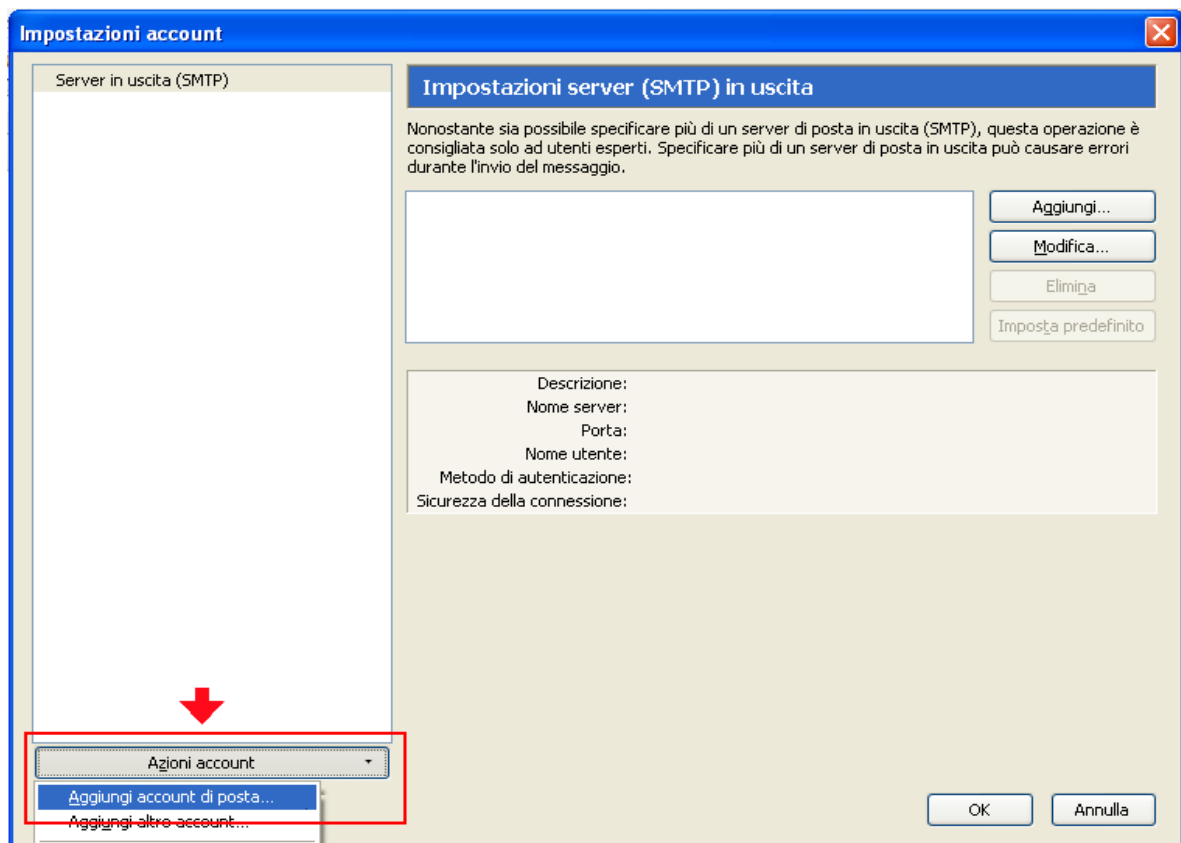 Impostazioni account
Server in uscita (SMTP)
Impostazioni server (SMTP) in uscita
Nonostante sia possibile specificare più di un server di posta in uscita (SMTP), questa operazione è
consigliata solo ad utenti esperti. Specificare più di un server di posta in uscita può causare errori
durante l'invio del messaggio.
Aggiungi...
Modifica...
Elimina
Imposta predefinito
Descrizione:
Nome server:
Porta:
Nome utente:
Metodo di autenticazione:
Sicurezza della connessione:
Azioni account
Aggiungi account di posta...
Aggiungi altro account...
OK
Annulla